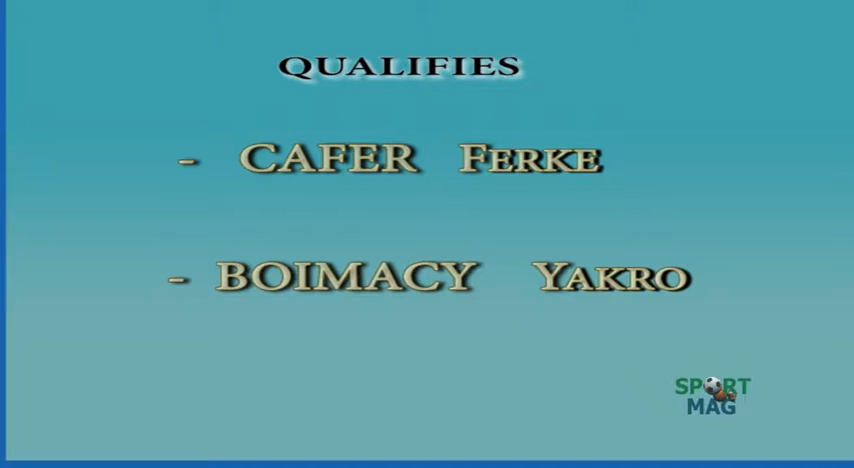 QUALIFIES
- CAFER FERKE
- BOIMACY YAKRO
SPORT
MAG